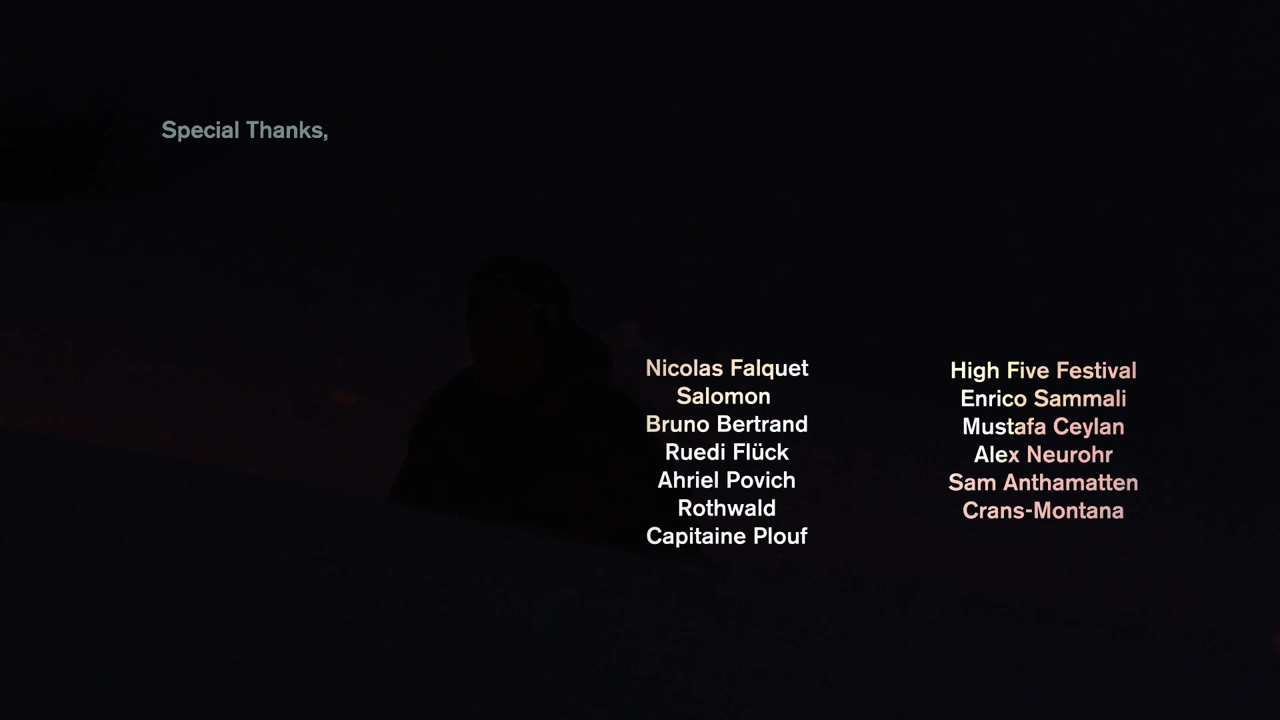 Special Thanks,
Nicolas Falquet
Salomon
Bruno Bertrand
Ruedi Flück
Ahriel Povich
Rothwald
Capitaine Plouf
High Five Festival
Enrico Sammali
Mustafa Ceylan
Alex Neurohr
Sam Anthamatten
Crans-Montana